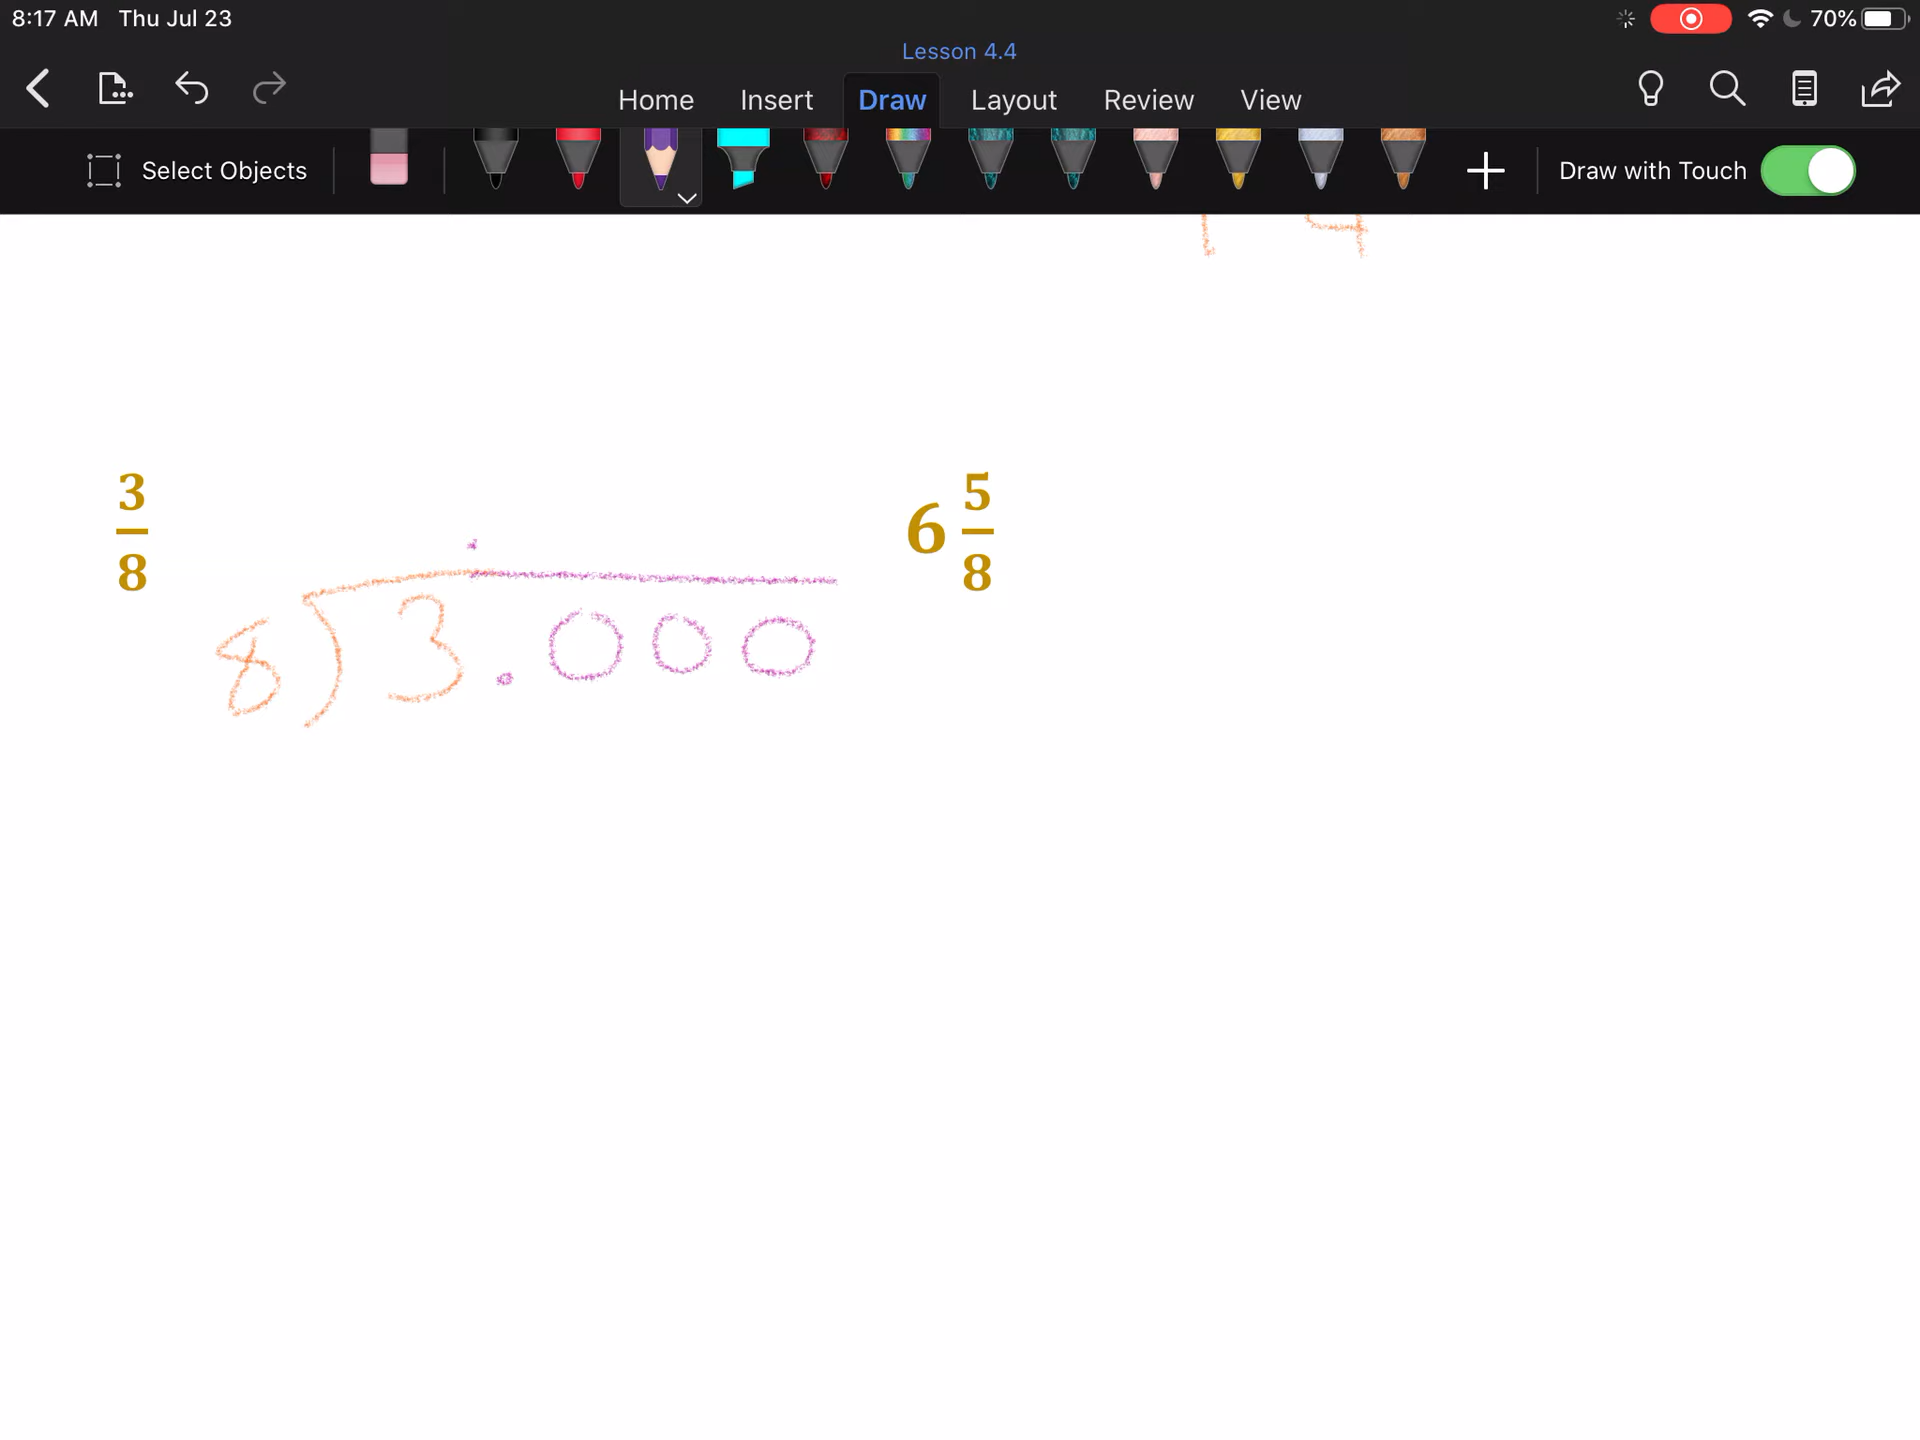 8:17 AM Thu Jul 23
70%
Lesson 4.4
Home Insert Draw Layout Review View
Select Objects
Draw with Touch
3
8
6 5
8
.
8)3.000